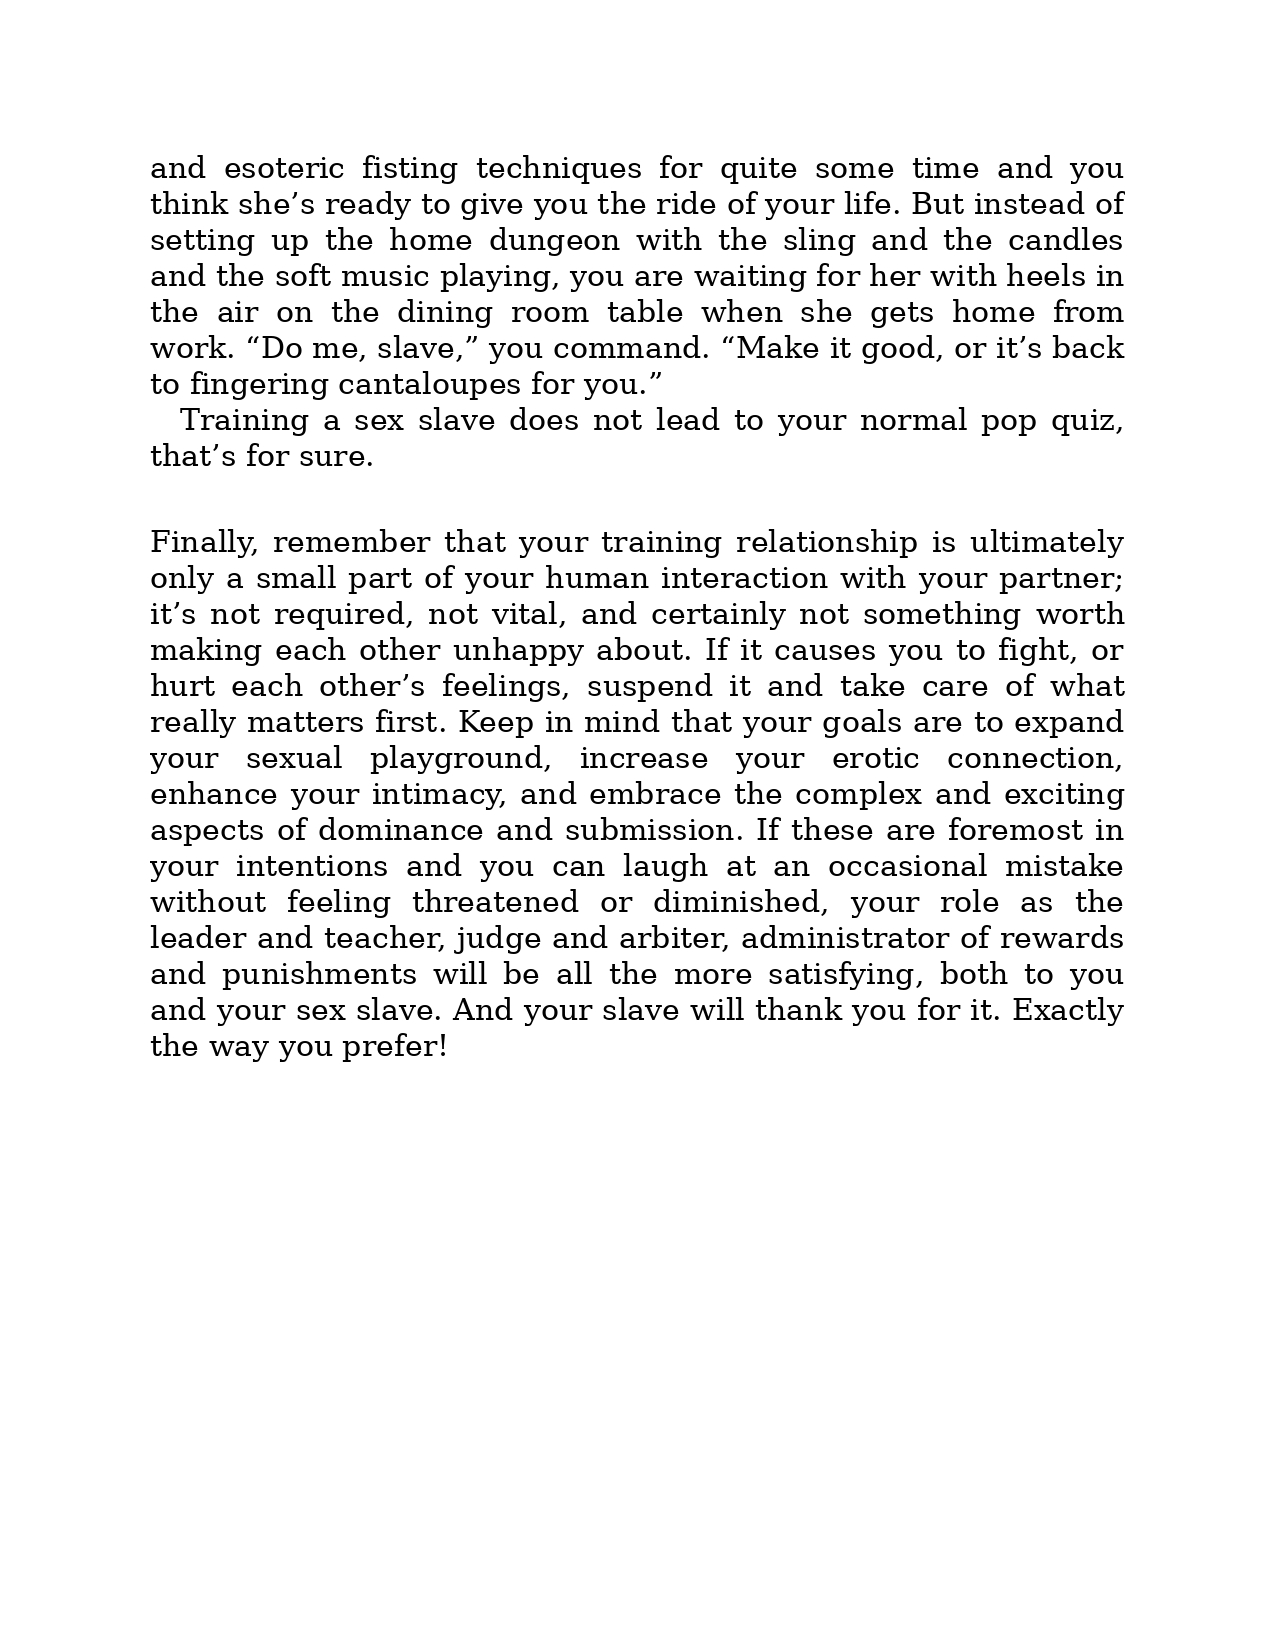 and esoteric fisting techniques for quite some time and you
think she’s ready to give you the ride of your life. But instead of
setting up the home dungeon with the sling and the candles
and the soft music playing, you are waiting for her with heels in
the air on the dining room table when she gets home from
work. “Do me, slave,” you command. “Make it good, or it’s back
to fingering cantaloupes for you.”
Training a sex slave does not lead to your normal pop quiz,
that’s for sure.
Finally, remember that your training relationship is ultimately
only a small part of your human interaction with your partner;
it’s not required, not vital, and certainly not something worth
making each other unhappy about. If it causes you to fight, or
hurt each other’s feelings, suspend it and take care of what
really matters first. Keep in mind that your goals are to expand
your sexual playground, increase your erotic connection,
enhance your intimacy, and embrace the complex and exciting
aspects of dominance and submission. If these are foremost in
your intentions and you can laugh at an occasional mistake
without feeling threatened or diminished, your role as the
leader and teacher, judge and arbiter, administrator of rewards
and punishments will be all the more satisfying, both to you
and your sex slave. And your slave will thank you for it. Exactly
the way you prefer!